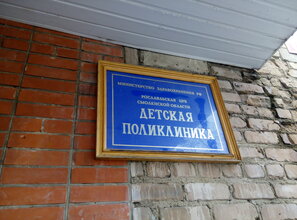 МИНИСТЕРСТВО ЗДРАВООХРАНЕНИЯ РФ
РОСЛАВЛЬСКАЯ ЦРБ
СМОЛЕНСКОЙ ОБЛАСТИ
ДЕТСКАЯ
ПОЛИКЛИНИКА